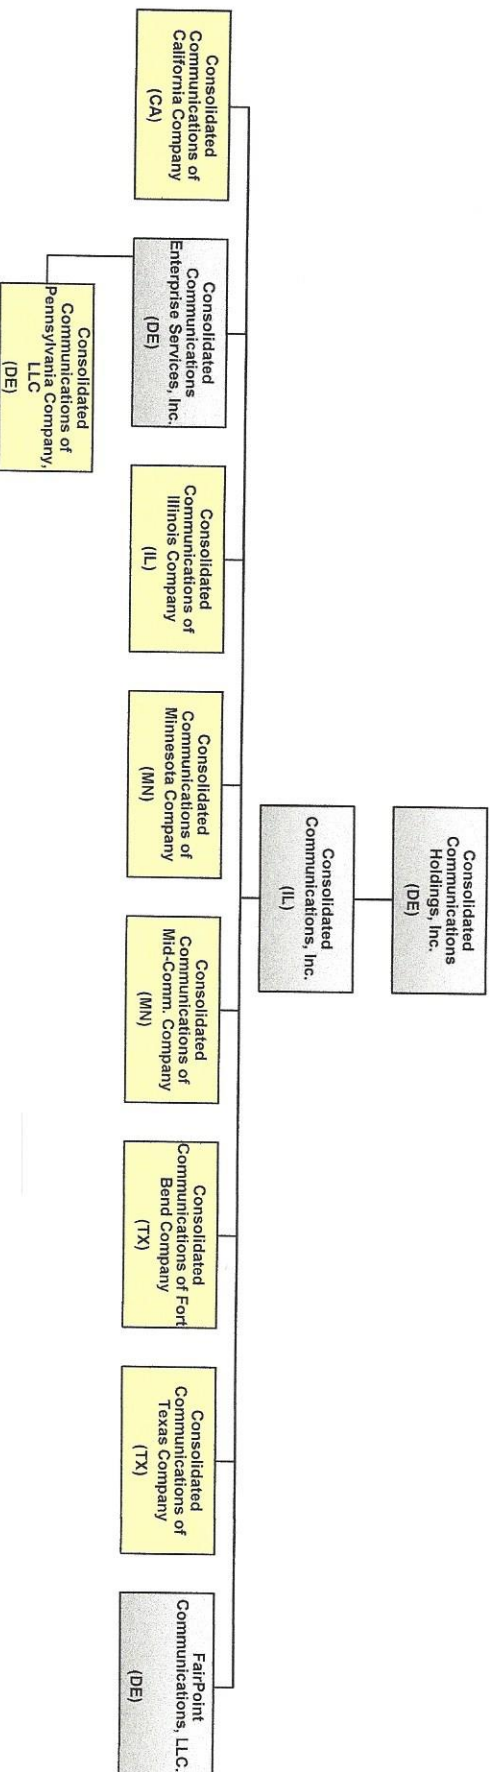 Consolidated
Communications
Holdings, Inc.
(DE)
Consolidated
Communications, Inc.
(IL)
Consolidated
Communications of
California Company
(CA)
Consolidated
Communications
Enterprise Services, Inc.
(DE)
Consolidated
Communications of
Pennsylvania Company,
LLC
(DE)
Consolidated
Communications of
Illinois Company
(IL)
Consolidated
Communications of
Minnesota Company
(MN)
Consolidated
Communications of
Mid-Comm. Company
(MN)
Consolidated
Communications of Fort
Bend Company
(TX)
Consolidated
Communications of
Texas Company
(TX)
FairPoint
Communications, LLC.
(DE)